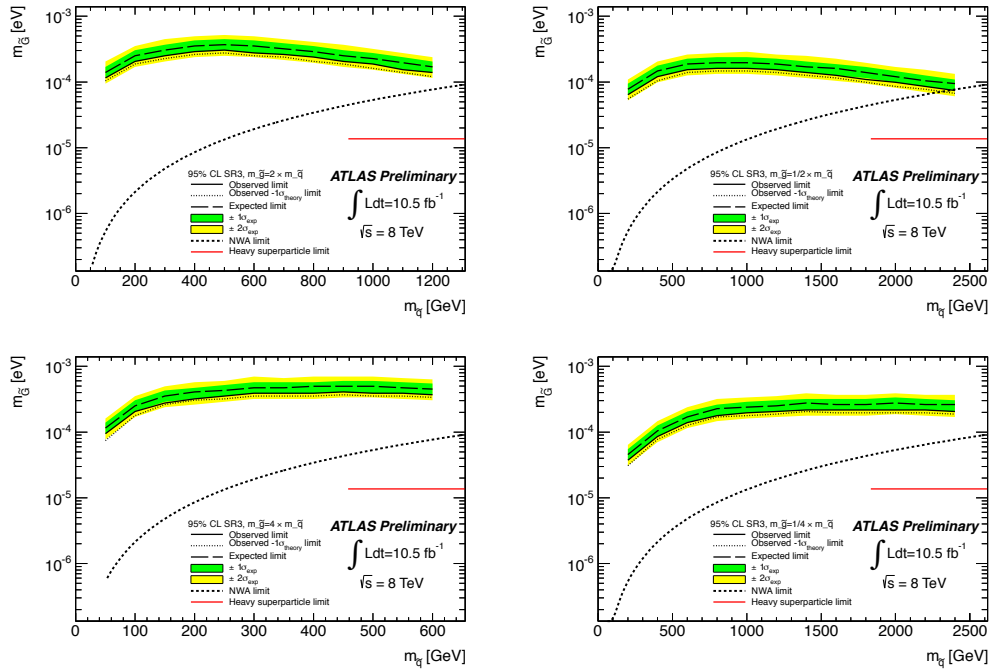 m_G̃ [eV]
10⁻³
10⁻⁴
10⁻⁵
10⁻⁶
95% CL SR3, m_g̃=2 × m_q̃
Observed limit
Observed -1σ_theory limit
Expected limit
± 1σ_exp
± 2σ_exp
NWA limit
Heavy superparticle limit
ATLAS Preliminary
∫ Ldt=10.5 fb⁻¹
√s = 8 TeV
0 200 400 600 800 1000 1200
m_q̃ [GeV]
m_G̃ [eV]
10⁻³
10⁻⁴
10⁻⁵
10⁻⁶
95% CL SR3, m_g̃=1/2 × m_q̃
Observed limit
Observed -1σ_theory limit
Expected limit
± 1σ_exp
± 2σ_exp
NWA limit
Heavy superparticle limit
ATLAS Preliminary
∫ Ldt=10.5 fb⁻¹
√s = 8 TeV
0 500 1000 1500 2000 2500
m_q̃ [GeV]
m_G̃ [eV]
10⁻³
10⁻⁴
10⁻⁵
10⁻⁶
95% CL SR3, m_g̃=4 × m_q̃
Observed limit
Observed -1σ_theory limit
Expected limit
± 1σ_exp
± 2σ_exp
NWA limit
Heavy superparticle limit
ATLAS Preliminary
∫ Ldt=10.5 fb⁻¹
√s = 8 TeV
0 100 200 300 400 500 600
m_q̃ [GeV]
m_G̃ [eV]
10⁻³
10⁻⁴
10⁻⁵
10⁻⁶
95% CL SR3, m_g̃=1/4 × m_q̃
Observed limit
Observed -1σ_theory limit
Expected limit
± 1σ_exp
± 2σ_exp
NWA limit
Heavy superparticle limit
ATLAS Preliminary
∫ Ldt=10.5 fb⁻¹
√s = 8 TeV
0 500 1000 1500 2000 2500
m_q̃ [GeV]